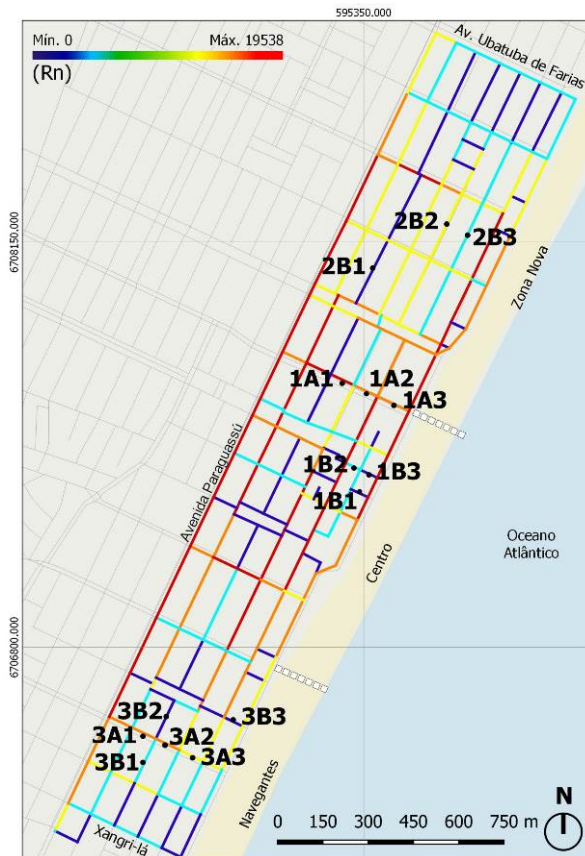 595350.000
Mín. 0 Máx. 19538
(Rn)
Av. Ubatuba de Farias
6708150.000
2B2
2B3
2B1
Zona Nova
1A1
1A2
1A3
Avenida Paraguassú
1B2
1B3
1B1
Oceano
Atlântico
Centro
6706800.000
3B2
3B3
3A1
3A2
3A3
3B1
Navegantes
Xangri-lá
N
0 150 300 450 600 750 m